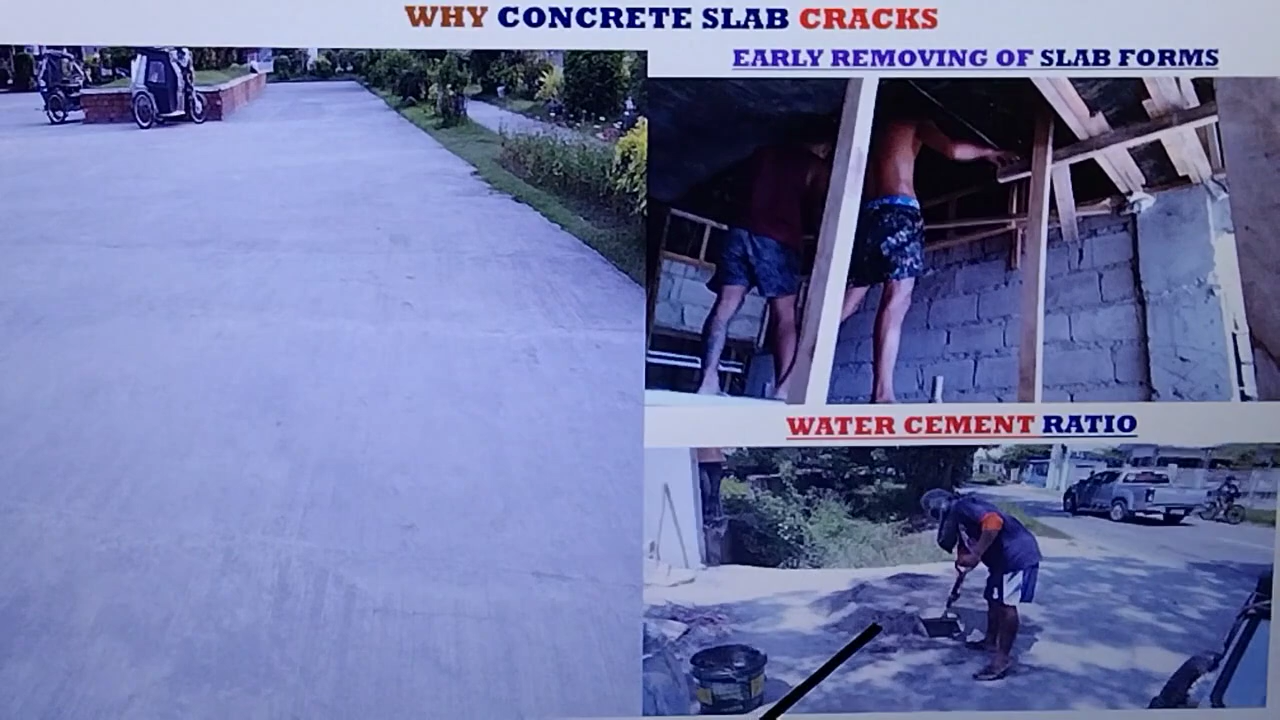 WHY CONCRETE SLAB CRACKS
EARLY REMOVING OF SLAB FORMS
WATER CEMENT RATIO